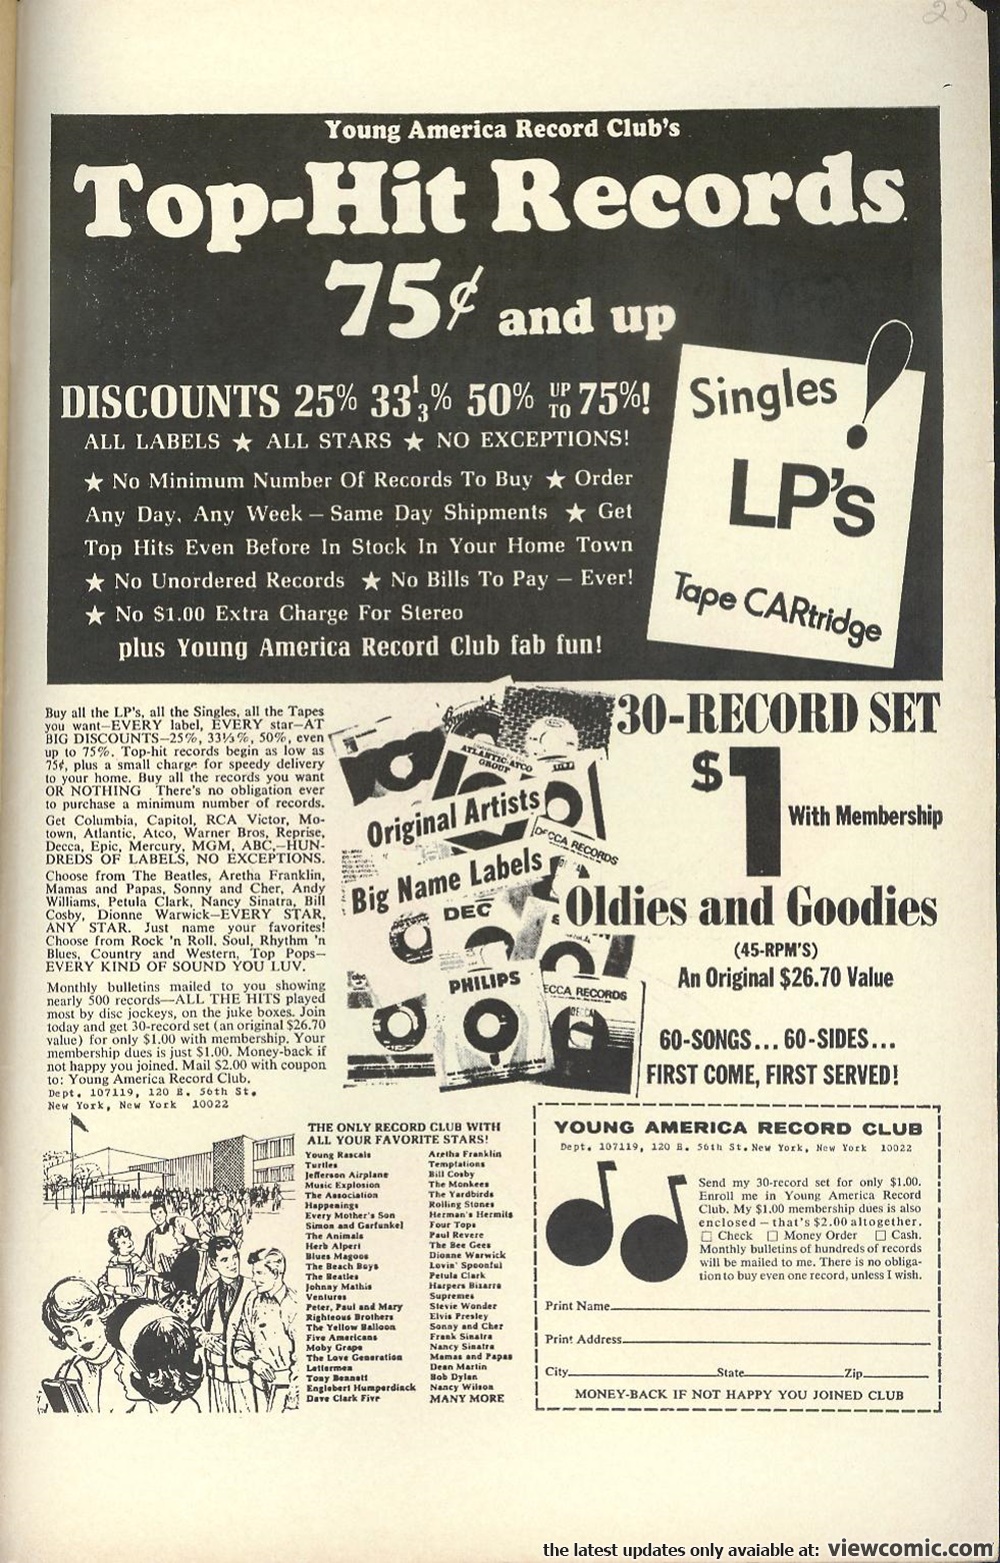 25
Young America Record Club's
Top-Hit Records
75¢ and up
DISCOUNTS 25% 33⅓% 50% UP TO 75%!
ALL LABELS ★ ALL STARS ★ NO EXCEPTIONS!
★ No Minimum Number Of Records To Buy ★ Order
Any Day, Any Week – Same Day Shipments ★ Get
Top Hits Even Before In Stock In Your Home Town
★ No Unordered Records ★ No Bills To Pay – Ever!
★ No $1.00 Extra Charge For Stereo
plus Young America Record Club fab fun!
Singles!
LP's
Tape CARtridge
Buy all the LP's, all the Singles, all the Tapes
you want—EVERY label, EVERY star—AT
BIG DISCOUNTS—25%, 33⅓%, 50%, even
up to 75%. Top-hit records begin as low as
75¢, plus a small charge for speedy delivery
to your home. Buy all the records you want
OR NOTHING There's no obligation ever
to purchase a minimum number of records.
Get Columbia, Capitol, RCA Victor, Mo-
town, Atlantic, Atco, Warner Bros, Reprise,
Decca, Epic, Mercury, MGM, ABC,—HUN-
DREDS OF LABELS, NO EXCEPTIONS.
Choose from The Beatles, Aretha Franklin,
Mamas and Papas, Sonny and Cher, Andy
Williams, Petula Clark, Nancy Sinatra, Bill
Cosby, Dionne Warwick—EVERY STAR,
ANY STAR. Just name your favorites!
Choose from Rock 'n Roll, Soul, Rhythm 'n
Blues, Country and Western, Top Pops—
EVERY KIND OF SOUND YOU LUV.
Monthly bulletins mailed to you showing
nearly 500 records—ALL THE HITS played
most by disc jockeys, on the juke boxes. Join
today and get 30-record set (an original $26.70
value) for only $1.00 with membership. Your
membership dues is just $1.00. Money-back if
not happy you joined. Mail $2.00 with coupon
to: Young America Record Club.
Dept. 107119, 120 E. 56th St.
New York, New York 10022
ATLANTIC-ATCO
GROUP
Original Artists
DECCA RECORDS
Big Name Labels
DEC
PHILIPS
ECCA RECORDS
30-RECORD SET
$1
With Membership
Oldies and Goodies
(45-RPM'S)
An Original $26.70 Value
60-SONGS... 60-SIDES...
FIRST COME, FIRST SERVED!
THE ONLY RECORD CLUB WITH
ALL YOUR FAVORITE STARS!
Young Rascals
Turtles
Jefferson Airplane
Music Explosion
The Association
Happenings
Every Mother's Son
Simon and Garfunkel
The Animals
Herb Alpert
Blues Magoos
The Beach Boys
The Beatles
Johnny Mathis
Ventures
Peter, Paul and Mary
Righteous Brothers
The Yellow Balloon
Five Americans
Moby Grape
The Love Generation
Lettermen
Tony Bennett
Englebert Humperdinck
Dave Clark Five
Aretha Franklin
Temptations
Bill Cosby
The Monkees
The Yardbirds
Rolling Stones
Herman's Hermits
Four Tops
Paul Revere
The Bee Gees
Dionne Warwick
Lovin' Spoonful
Petula Clark
Harpers Bizarre
Supremes
Stevie Wonder
Elvis Presley
Sonny and Cher
Frank Sinatra
Nancy Sinatra
Mamas and Papas
Dean Martin
Bob Dylan
Nancy Wilson
MANY MORE
YOUNG AMERICA RECORD CLUB
Dept. 107119, 120 E. 56th St. New York, New York 10022
Send my 30-record set for only $1.00.
Enroll me in Young America Record
Club. My $1.00 membership dues is also
enclosed – that's $2.00 altogether.
☐ Check ☐ Money Order ☐ Cash.
Monthly bulletins of hundreds of records
will be mailed to me. There is no obliga-
tion to buy even one record, unless I wish.
Print Name
Print Address
City State Zip
MONEY-BACK IF NOT HAPPY YOU JOINED CLUB
the latest updates only avaiable at: viewcomic.com